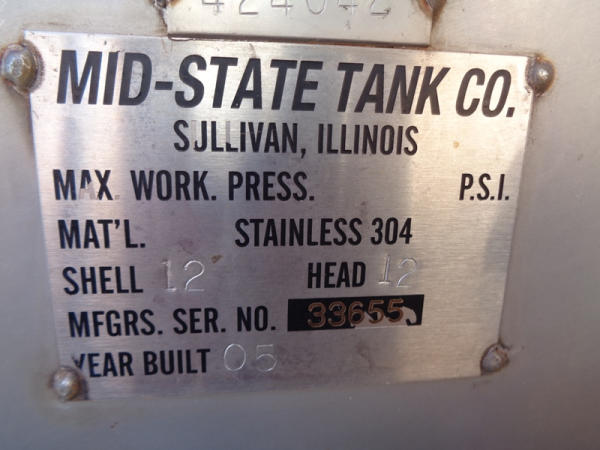 424042
MID-STATE TANK CO.
SULLIVAN, ILLINOIS
MAX. WORK. PRESS. P.S.I.
MAT'L. STAINLESS 304
SHELL 12 HEAD 12
MFGRS. SER. NO. 33655
YEAR BUILT 05